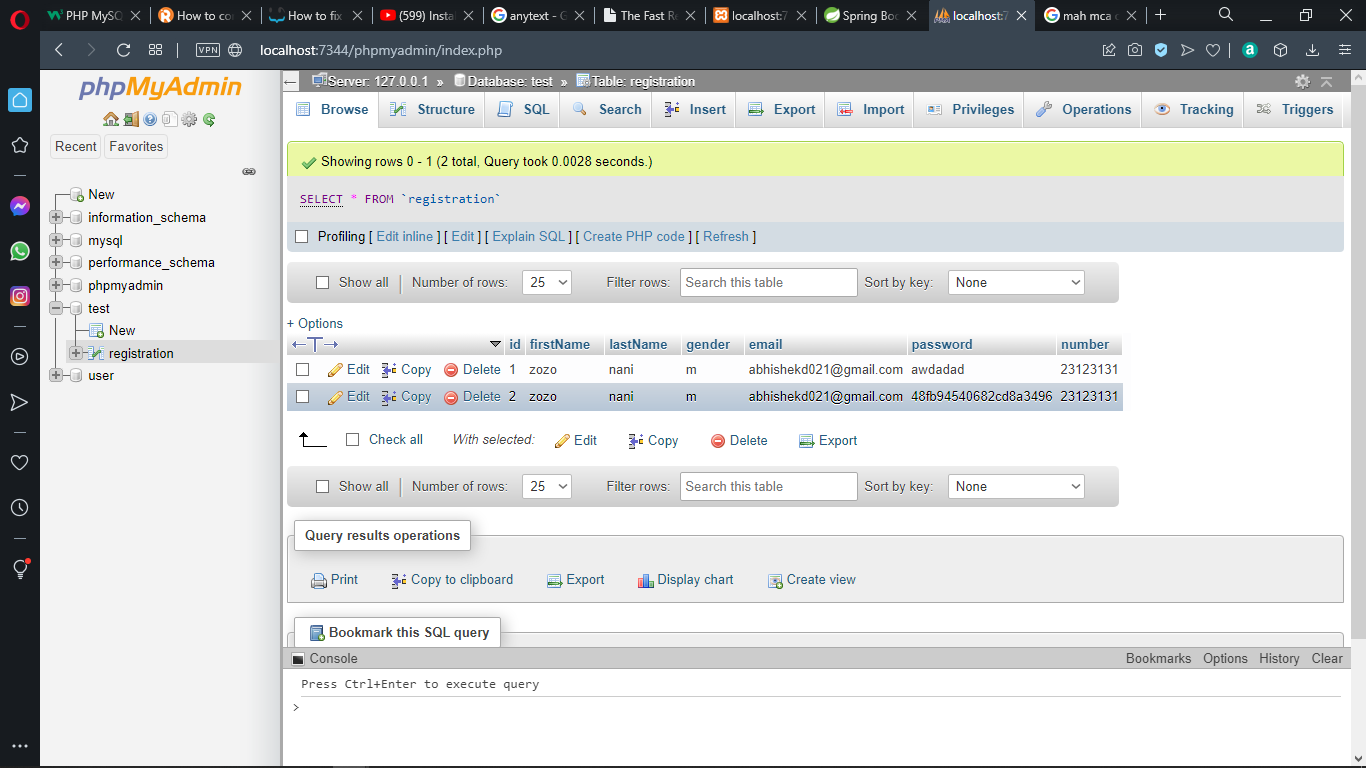 PHP MySQ
How to co
How to fix
(599) Insta
anytext - G
The Fast R
localhost:7
Spring Boo
localhost:7
mah mca c
VPN localhost:7344/phpmyadmin/index.php
phpMyAdmin
Recent Favorites
New
information_schema
mysql
performance_schema
phpmyadmin
test
New
registration
user
Server: 127.0.0.1 » Database: test » Table: registration
Browse Structure SQL Search Insert Export Import Privileges Operations Tracking Triggers
Showing rows 0 - 1 (2 total, Query took 0.0028 seconds.)
SELECT * FROM `registration`
Profiling [ Edit inline ] [ Edit ] [ Explain SQL ] [ Create PHP code ] [ Refresh ]
Show all Number of rows: 25 Filter rows: Search this table Sort by key: None
+ Options
id firstName lastName gender email password number
Edit Copy Delete 1 zozo nani m abhishekd021@gmail.com awdadad 23123131
Edit Copy Delete 2 zozo nani m abhishekd021@gmail.com 48fb94540682cd8a3496 23123131
Check all With selected: Edit Copy Delete Export
Show all Number of rows: 25 Filter rows: Search this table Sort by key: None
Query results operations
Print Copy to clipboard Export Display chart Create view
Bookmark this SQL query
Console Bookmarks Options History Clear
Press Ctrl+Enter to execute query
>